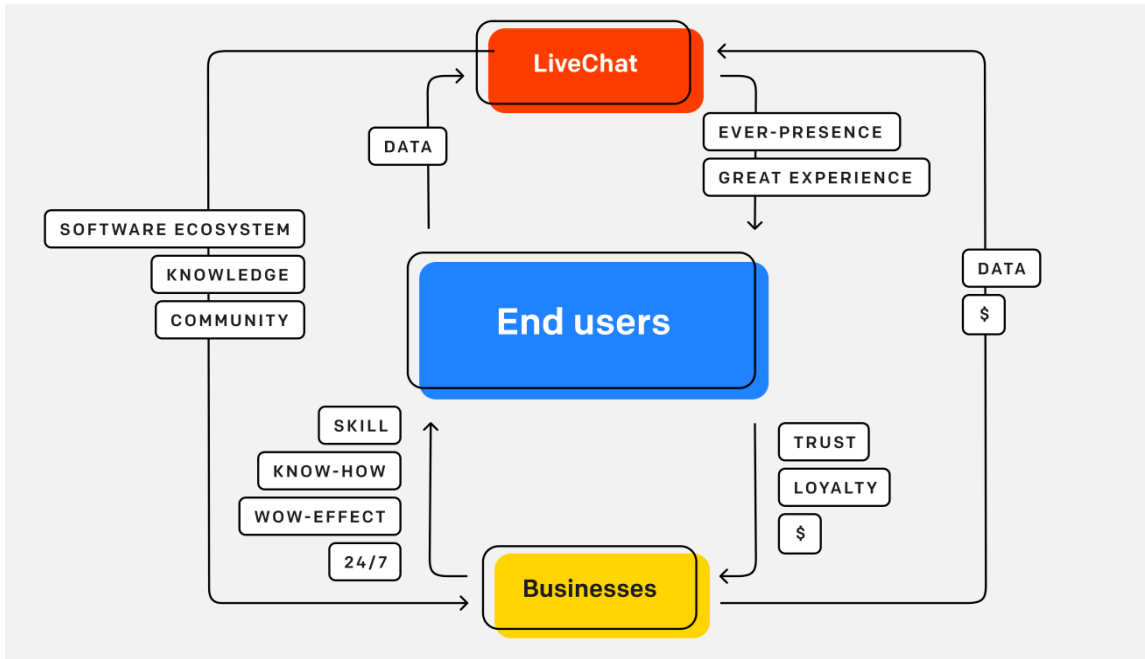 LiveChat
DATA
EVER-PRESENCE
GREAT EXPERIENCE
SOFTWARE ECOSYSTEM
KNOWLEDGE
COMMUNITY
DATA
$
End users
SKILL
KNOW-HOW
WOW-EFFECT
24/7
TRUST
LOYALTY
$
Businesses